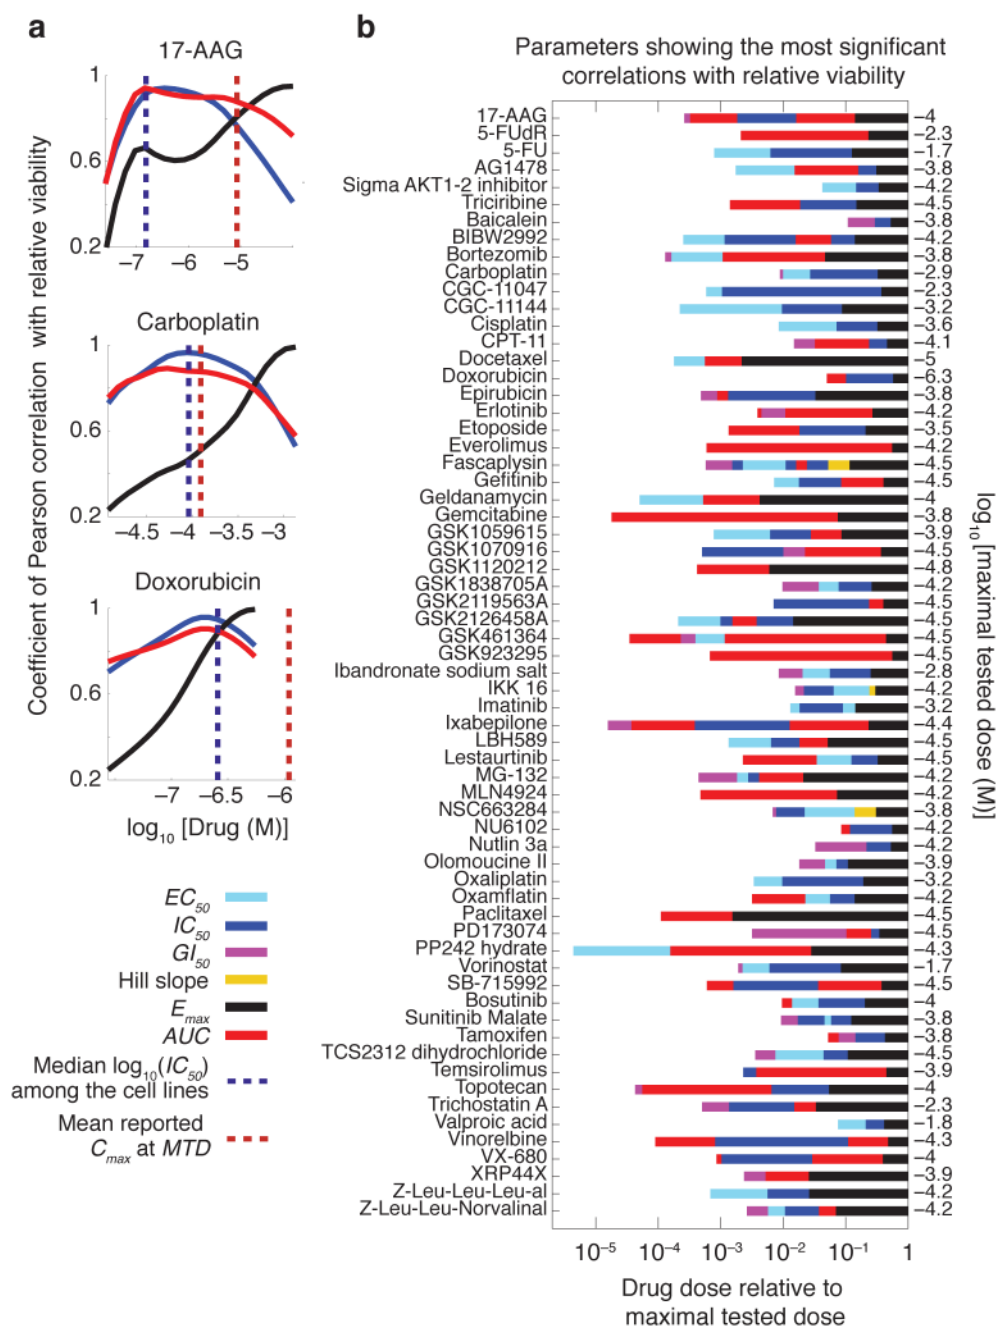 a
17-AAG
1
0.6
0.2
−7
−6
−5
Carboplatin
1
0.6
0.2
−4.5
−4
−3.5
−3
Doxorubicin
1
0.6
0.2
−7
−6.5
−6
log10 [Drug (M)]
Coefficient of Pearson correlation with relative viability
EC50
IC50
GI50
Hill slope
Emax
AUC
Median log10(IC50)
among the cell lines
Mean reported
Cmax at MTD
b
Parameters showing the most significant
correlations with relative viability
17-AAG −4
5-FUdR −2.3
5-FU −1.7
AG1478 −3.8
Sigma AKT1-2 inhibitor −4.2
Triciribine −4.5
Baicalein −3.8
BIBW2992 −4.2
Bortezomib −3.8
Carboplatin −2.9
CGC-11047 −2.3
CGC-11144 −3.2
Cisplatin −3.6
CPT-11 −4.1
Docetaxel −5
Doxorubicin −6.3
Epirubicin −3.8
Erlotinib −4.2
Etoposide −3.5
Everolimus −4.2
Fascaplysin −4.5
Gefitinib −4.5
Geldanamycin −4
Gemcitabine −3.8
GSK1059615 −3.9
GSK1070916 −4.5
GSK1120212 −4.8
GSK1838705A −4.2
GSK2119563A −4.5
GSK2126458A −4.5
GSK461364 −4.5
GSK923295 −4.5
Ibandronate sodium salt −2.8
IKK 16 −4.2
Imatinib −3.2
Ixabepilone −4.4
LBH589 −4.5
Lestaurtinib −4.5
MG-132 −4.2
MLN4924 −4.2
NSC663284 −3.8
NU6102 −4.2
Nutlin 3a −4.2
Olomoucine II −3.9
Oxaliplatin −3.2
Oxamflatin −4.2
Paclitaxel −4.5
PD173074 −4.5
PP242 hydrate −4.3
Vorinostat −1.7
SB-715992 −4.5
Bosutinib −4
Sunitinib Malate −3.8
Tamoxifen −3.8
TCS2312 dihydrochloride −4.5
Temsirolimus −3.9
Topotecan −4
Trichostatin A −2.3
Valproic acid −1.8
Vinorelbine −4.3
VX-680 −4
XRP44X −3.9
Z-Leu-Leu-Leu-al −4.2
Z-Leu-Leu-Norvalinal −4.2
10−5
10−4
10−3
10−2
10−1
1
Drug dose relative to
maximal tested dose
log10 [maximal tested dose (M)]